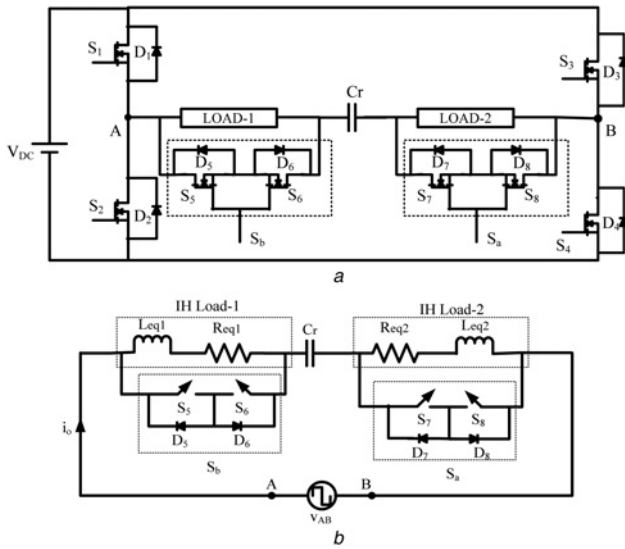 S1
D1
S3
D3
Cr
LOAD-1
LOAD-2
A
B
VDC
D5
D6
D7
D8
S5
S6
S7
S8
S2
D2
S4
D4
Sb
Sa
a
IH Load-1
IH Load-2
Leq1
Req1
Cr
Req2
Leq2
S5
S6
S7
S8
io
D5
D6
D7
D8
Sb
Sa
A
B
vAB
b